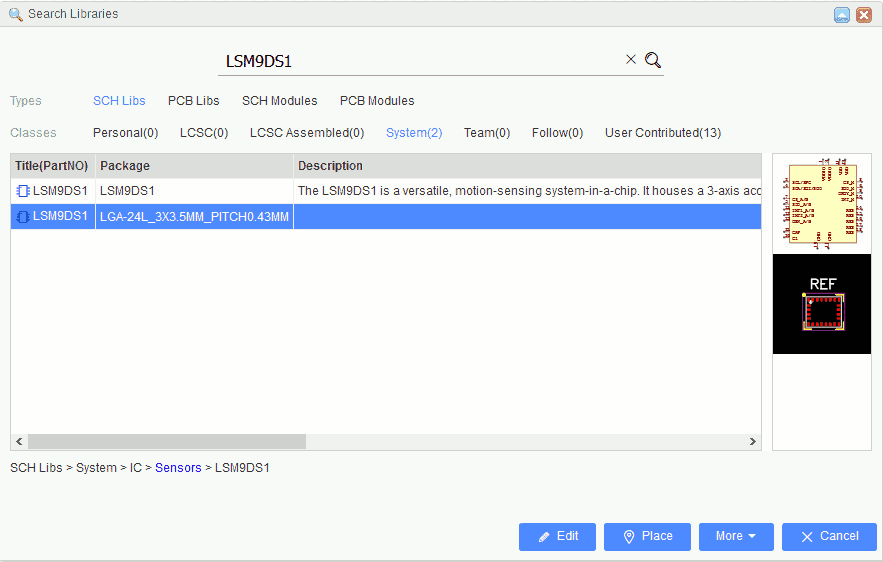 Search Libraries
LSM9DS1
Types SCH Libs PCB Libs SCH Modules PCB Modules
Classes Personal(0) LCSC(0) LCSC Assembled(0) System(2) Team(0) Follow(0) User Contributed(13)
Title(PartNO) Package Description
LSM9DS1 LSM9DS1 The LSM9DS1 is a versatile, motion-sensing system-in-a-chip. It houses a 3-axis acc
LSM9DS1 LGA-24L_3X3.5MM_PITCH0.43MM
REF
SCH Libs > System > IC > Sensors > LSM9DS1
Edit Place More Cancel